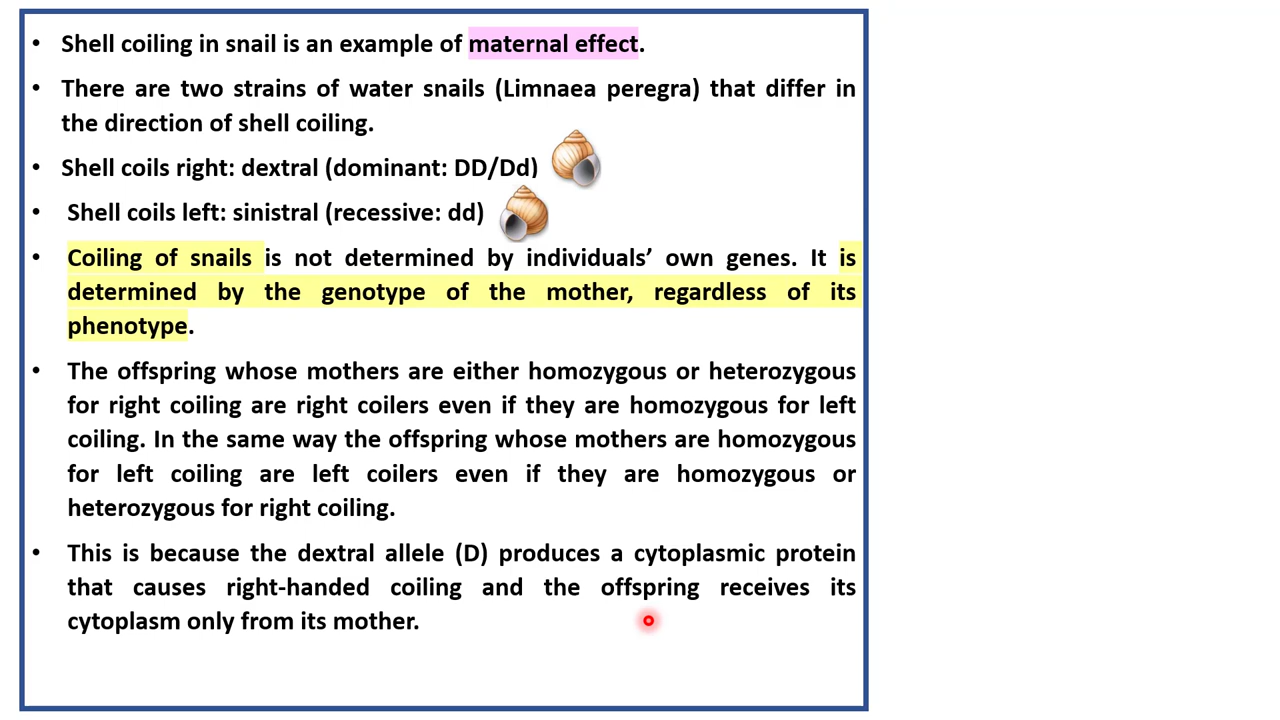 • Shell coiling in snail is an example of maternal effect.
• There are two strains of water snails (Limnaea peregra) that differ in
the direction of shell coiling.
• Shell coils right: dextral (dominant: DD/Dd)
• Shell coils left: sinistral (recessive: dd)
• Coiling of snails is not determined by individuals’ own genes. It is
determined by the genotype of the mother, regardless of its
phenotype.
• The offspring whose mothers are either homozygous or heterozygous
for right coiling are right coilers even if they are homozygous for left
coiling. In the same way the offspring whose mothers are homozygous
for left coiling are left coilers even if they are homozygous or
heterozygous for right coiling.
• This is because the dextral allele (D) produces a cytoplasmic protein
that causes right-handed coiling and the offspring receives its
cytoplasm only from its mother.